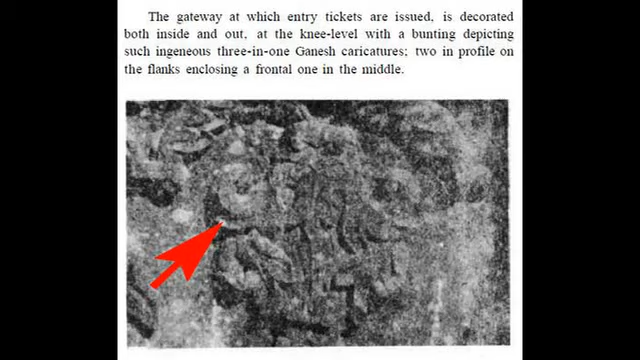 The gateway at which entry tickets are issued, is decorated
both inside and out, at the knee-level with a bunting depicting
such ingeneous three-in-one Ganesh caricatures; two in profile on
the flanks enclosing a frontal one in the middle.